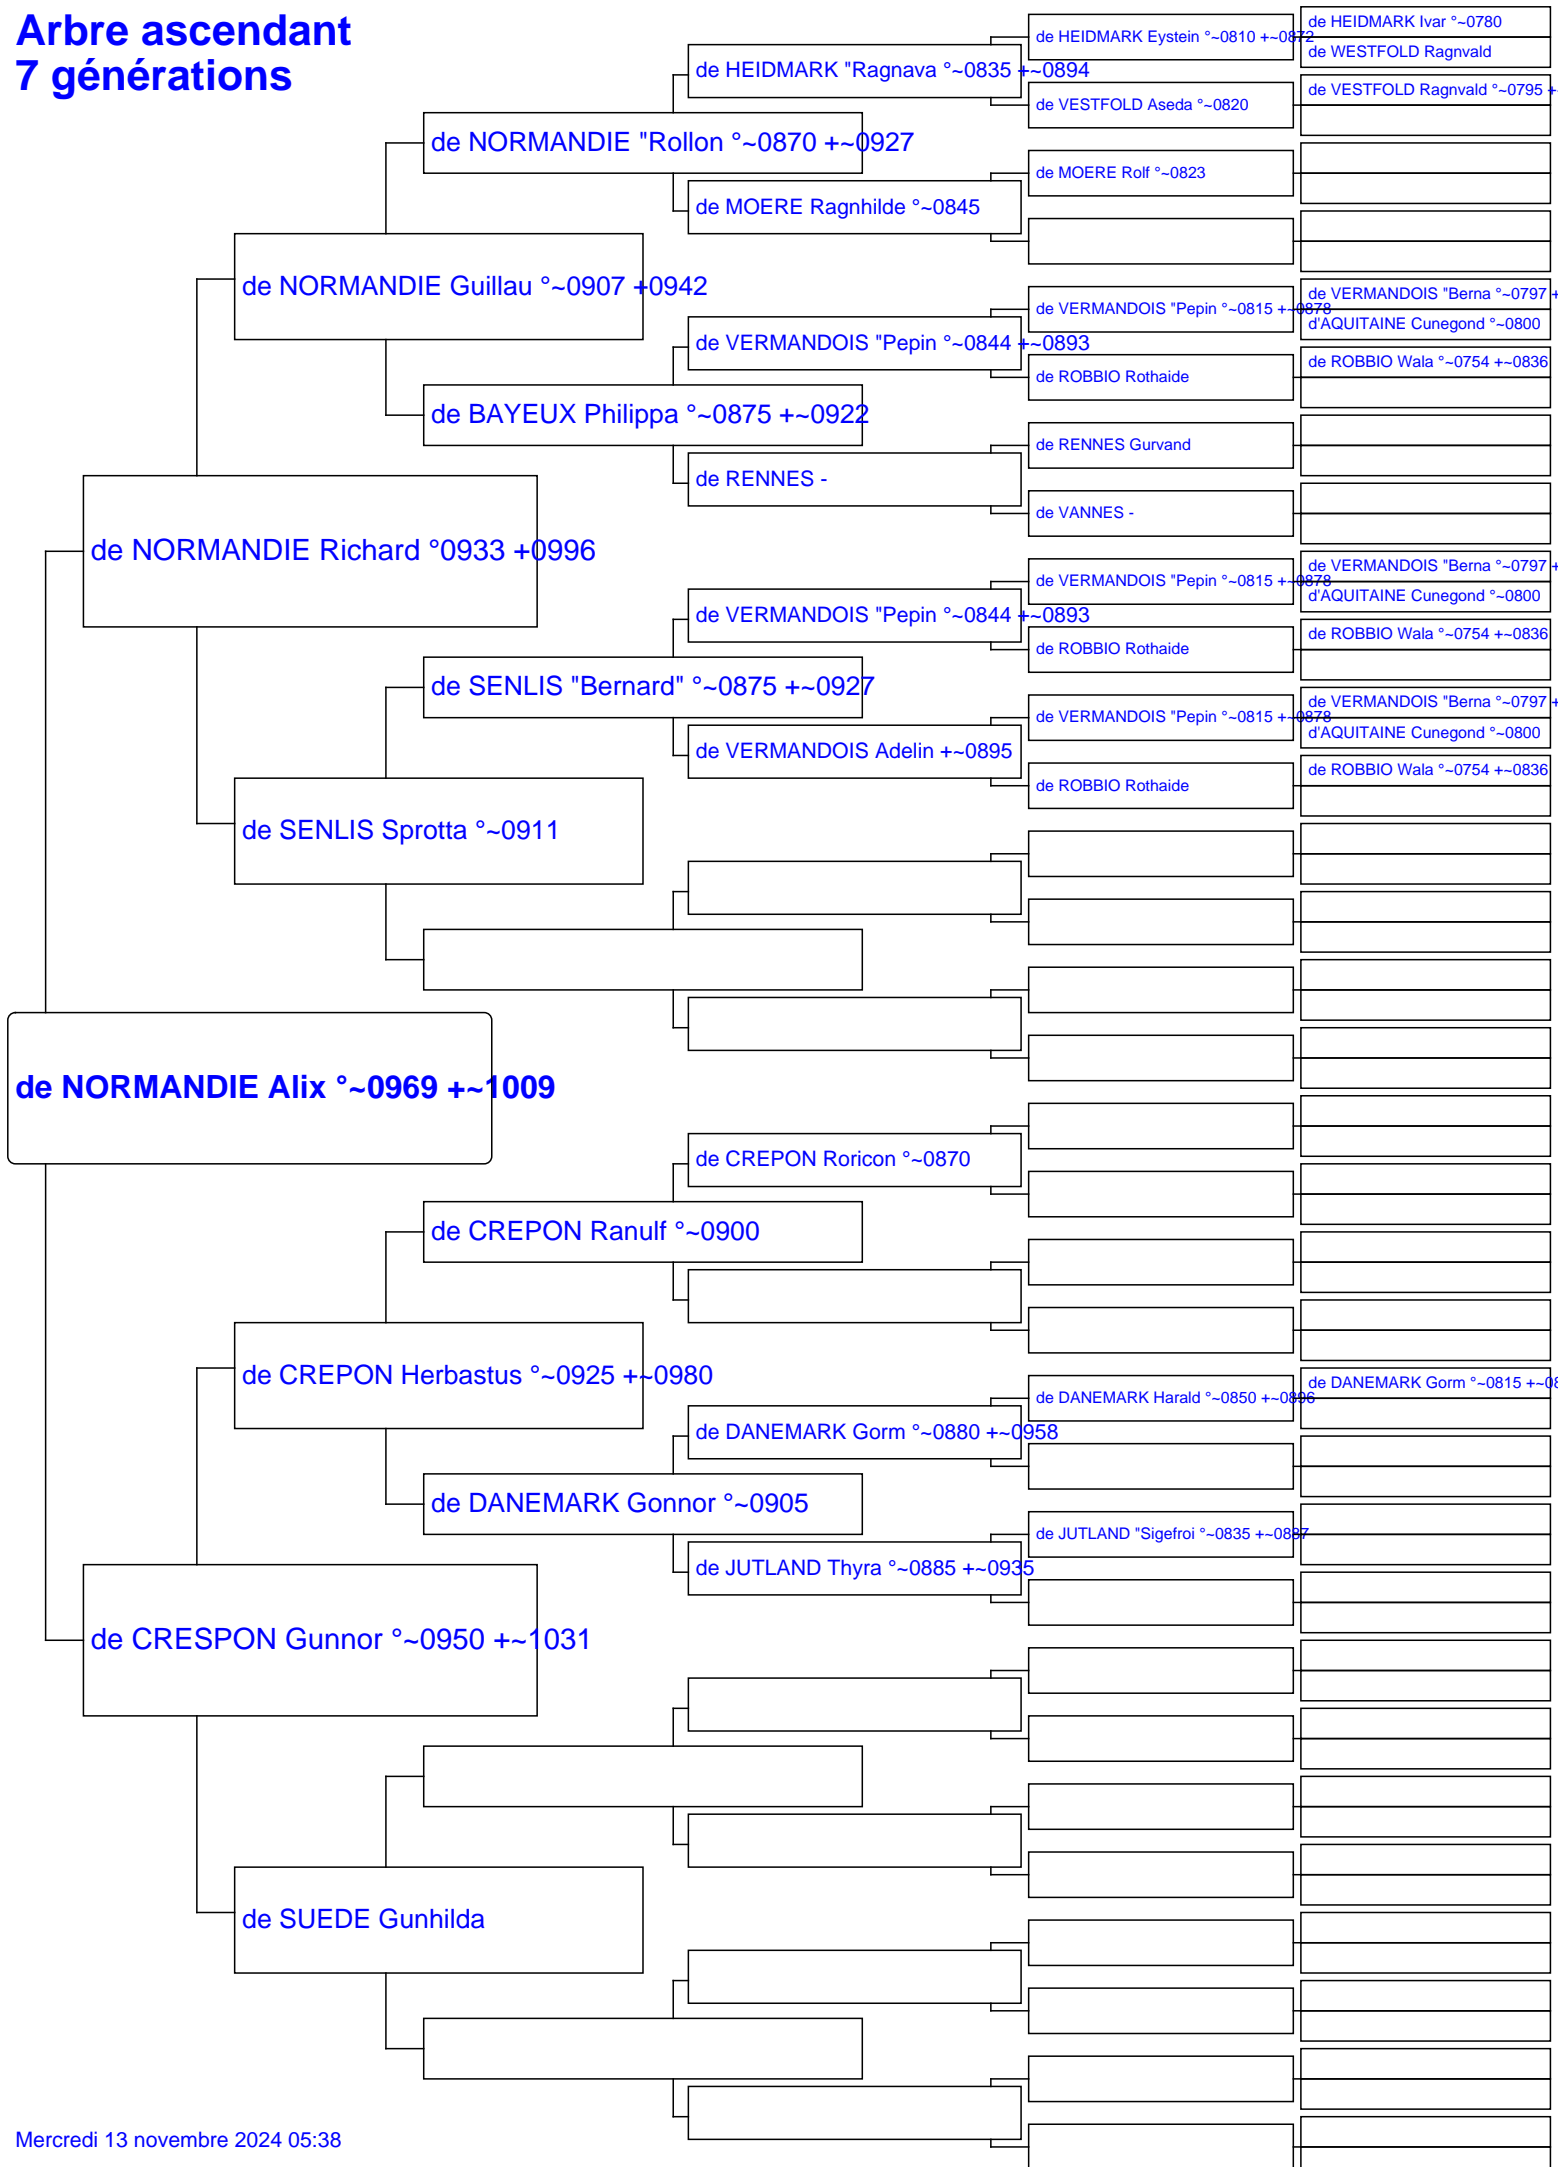 Arbre ascendant
7 générations
de HEIDMARK Ivar °~0780
de HEIDMARK Eystein °~0810 +~0872
de WESTFOLD Ragnvald
de HEIDMARK "Ragnava °~0835 +~0894
de VESTFOLD Ragnvald °~0795 +
de VESTFOLD Aseda °~0820
de NORMANDIE "Rollon °~0870 +~0927
de MOERE Rolf °~0823
de MOERE Ragnhilde °~0845
de NORMANDIE Guillau °~0907 +0942
de VERMANDOIS "Berna °~0797 +
de VERMANDOIS "Pepin °~0815 +~0878
d'AQUITAINE Cunegond °~0800
de VERMANDOIS "Pepin °~0844 +~0893
de ROBBIO Wala °~0754 +~0836
de ROBBIO Rothaide
de BAYEUX Philippa °~0875 +~0922
de RENNES Gurvand
de RENNES -
de VANNES -
de NORMANDIE Richard °0933 +0996
de VERMANDOIS "Berna °~0797 +
de VERMANDOIS "Pepin °~0815 +~0878
d'AQUITAINE Cunegond °~0800
de VERMANDOIS "Pepin °~0844 +~0893
de ROBBIO Wala °~0754 +~0836
de ROBBIO Rothaide
de SENLIS "Bernard" °~0875 +~0927
de VERMANDOIS "Berna °~0797 +
de VERMANDOIS "Pepin °~0815 +~0878
d'AQUITAINE Cunegond °~0800
de VERMANDOIS Adelin +~0895
de ROBBIO Wala °~0754 +~0836
de ROBBIO Rothaide
de SENLIS Sprotta °~0911
de NORMANDIE Alix °~0969 +~1009
de CREPON Roricon °~0870
de CREPON Ranulf °~0900
de CREPON Herbastus °~0925 +~0980
de DANEMARK Gorm °~0815 +~08
de DANEMARK Harald °~0850 +~0896
de DANEMARK Gorm °~0880 +~0958
de DANEMARK Gonnor °~0905
de JUTLAND "Sigefroi °~0835 +~0887
de JUTLAND Thyra °~0885 +~0935
de CRESPON Gunnor °~0950 +~1031
de SUEDE Gunhilda
Mercredi 13 novembre 2024 05:38